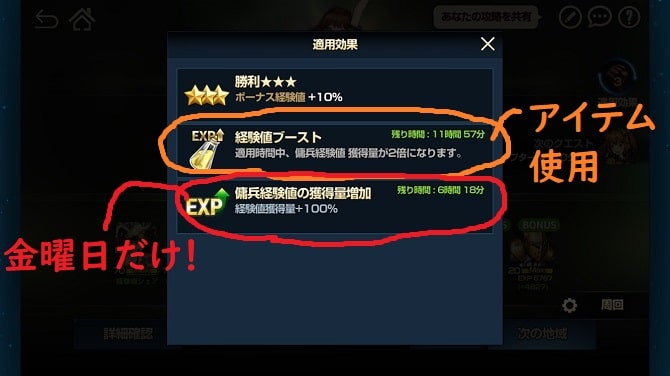 あなたの攻略を共有
適用効果
3
勝利★★★
ボーナス経験値 +10%
EXP
経験値ブースト
残り時間 : 11時間 57分
適用時間中、傭兵経験値 獲得量が2倍になります。
アイテム
使用
EXP
傭兵経験値の獲得量増加
残り時間 : 6時間 18分
経験値獲得量+100%
金曜日だけ!
BONUS
周回
詳細確認
次の地域